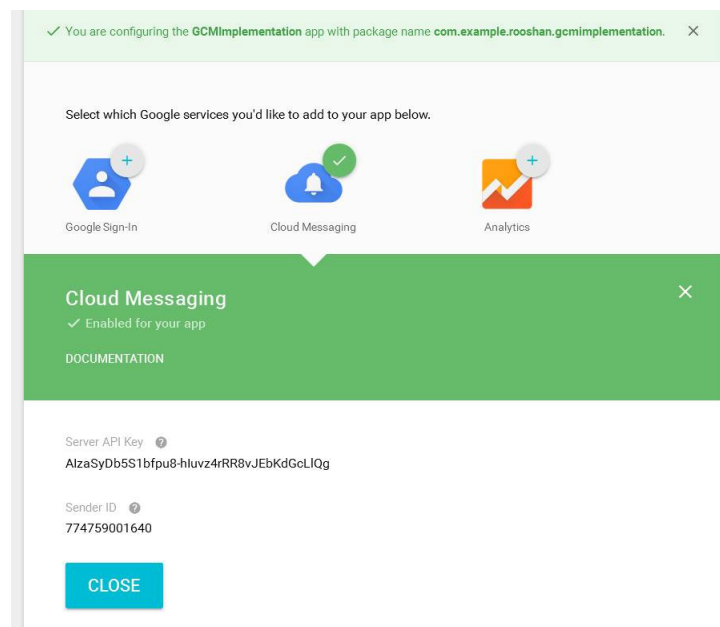 You are configuring the GCMImplementation app with package name com.example.rooshan.gcmimplementation.
Select which Google services you'd like to add to your app below.
Google Sign-In
Cloud Messaging
Analytics
Cloud Messaging
Enabled for your app
DOCUMENTATION
Server API Key
AIzaSyDb5S1bfpu8-hIuvz4rRR8vJEbKdGcLlQg
Sender ID
774759001640
CLOSE